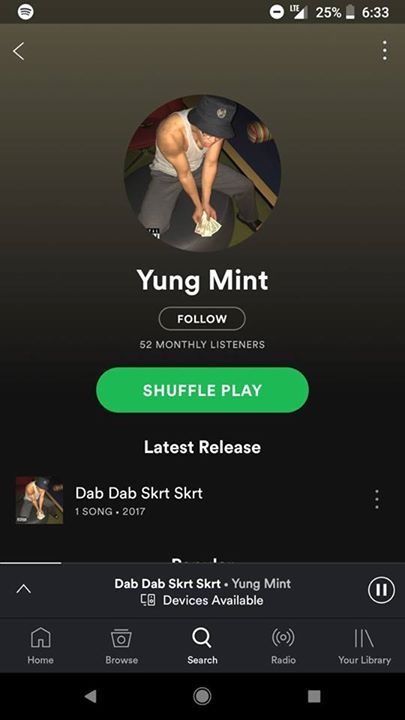 LTE 25% 6:33
Yung Mint
FOLLOW
52 MONTHLY LISTENERS
SHUFFLE PLAY
Latest Release
Dab Dab Skrt Skrt
1 SONG • 2017
Popular
Dab Dab Skrt Skrt • Yung Mint
Devices Available
Home Browse Search Radio Your Library